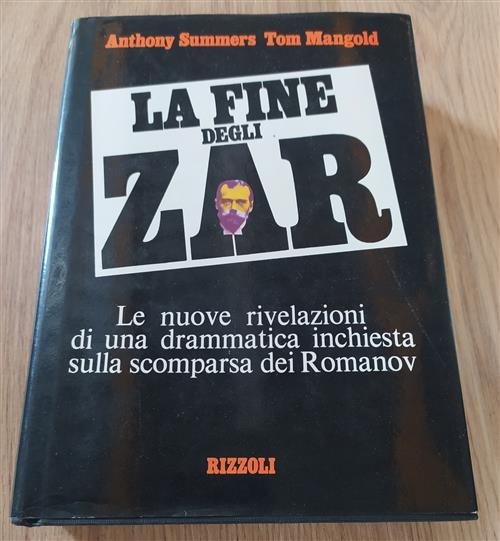 Anthony Summers Tom Mangold
LA FINE
DEGLI
ZAR
Le nuove rivelazioni
di una drammatica inchiesta
sulla scomparsa dei Romanov
RIZZOLI